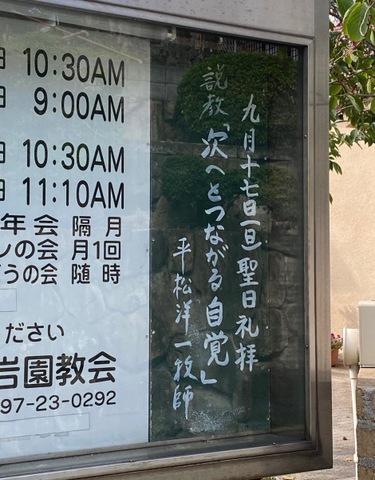 10:30AM
9:00AM
10:30AM
11:10AM
年会 隔 月
の会 月1回
うの会 随 時
ださい
岩園教会
97-23-0292
九月十七日(日)聖日礼拝
説教「次へとつながる自覚」
平松洋一牧師